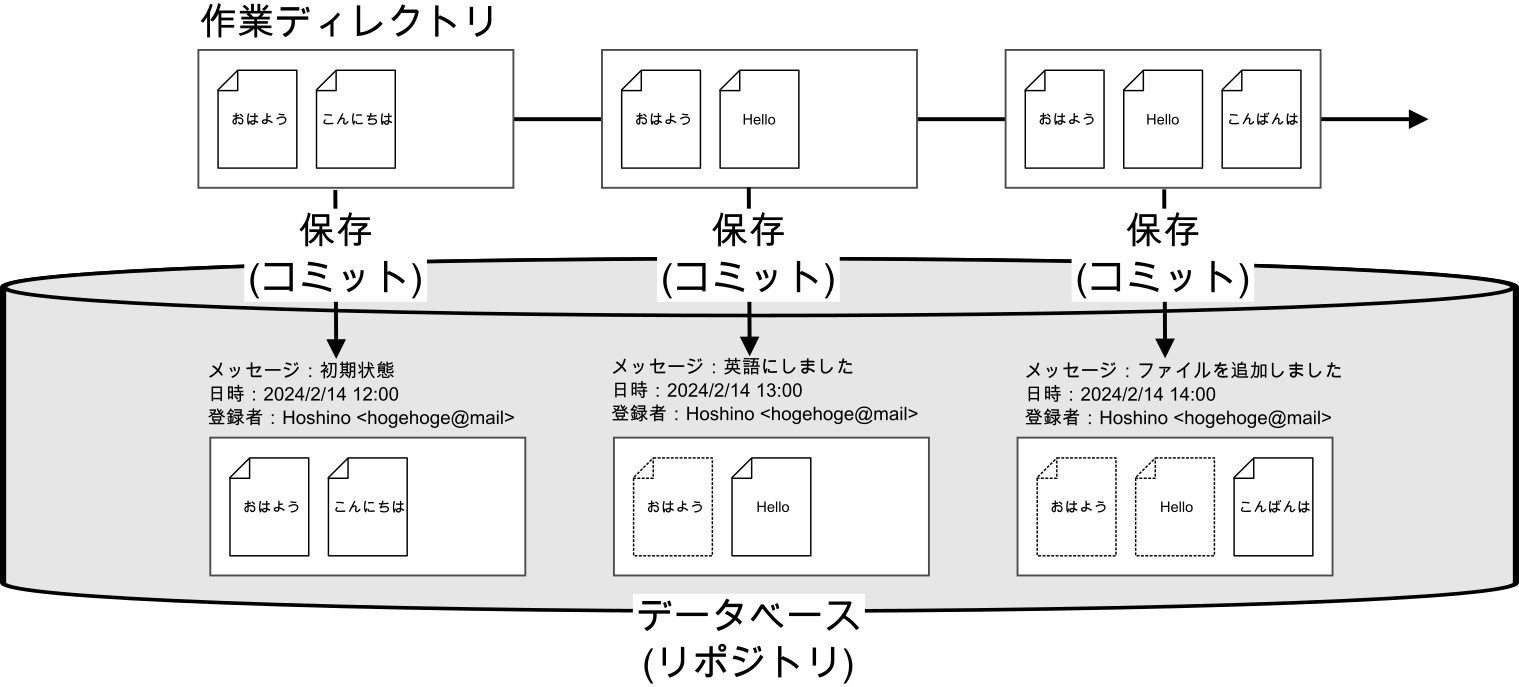 作業ディレクトリ
おはよう
こんにちは
おはよう
Hello
おはよう
Hello
こんばんは
保存
(コミット)
保存
(コミット)
保存
(コミット)
メッセージ：初期状態
日時：2024/2/14 12:00
登録者：Hoshino <hogehoge@mail>
メッセージ：英語にしました
日時：2024/2/14 13:00
登録者：Hoshino <hogehoge@mail>
メッセージ：ファイルを追加しました
日時：2024/2/14 14:00
登録者：Hoshino <hogehoge@mail>
おはよう
こんにちは
おはよう
Hello
おはよう
Hello
こんばんは
データベース
(リポジトリ)